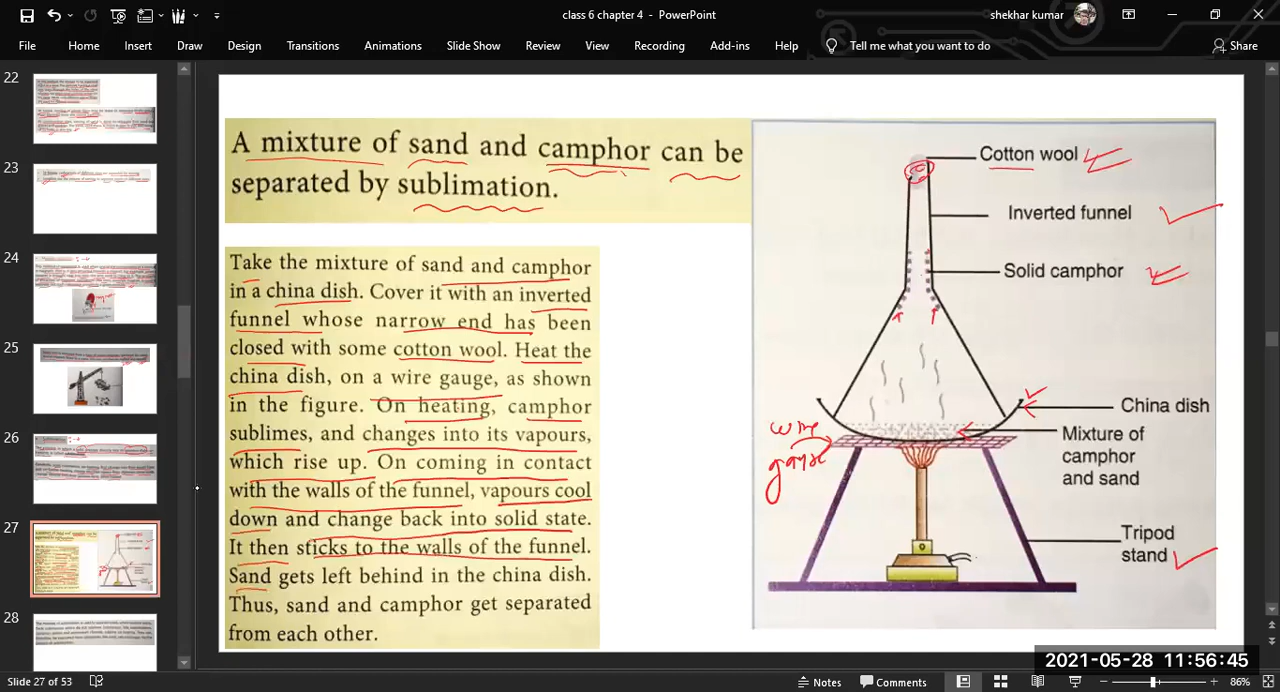 class 6 chapter 4 - PowerPoint
shekhar kumar
File Home Insert Draw Design Transitions Animations Slide Show Review View Recording Add-ins Help Tell me what you want to do Share
22
23
24
25
26
27
28
A mixture of sand and camphor can be
separated by sublimation.
Take the mixture of sand and camphor
in a china dish. Cover it with an inverted
funnel whose narrow end has been
closed with some cotton wool. Heat the
china dish, on a wire gauge, as shown
in the figure. On heating, camphor
sublimes, and changes into its vapours,
which rise up. On coming in contact
with the walls of the funnel, vapours cool
down and change back into solid state.
It then sticks to the walls of the funnel.
Sand gets left behind in the china dish.
Thus, sand and camphor get separated
from each other.
Cotton wool
Inverted funnel
Solid camphor
China dish
Mixture of
camphor
and sand
Tripod
stand
wire
gauge
2021-05-28 11:56:45
Slide 27 of 53
Notes Comments 86%